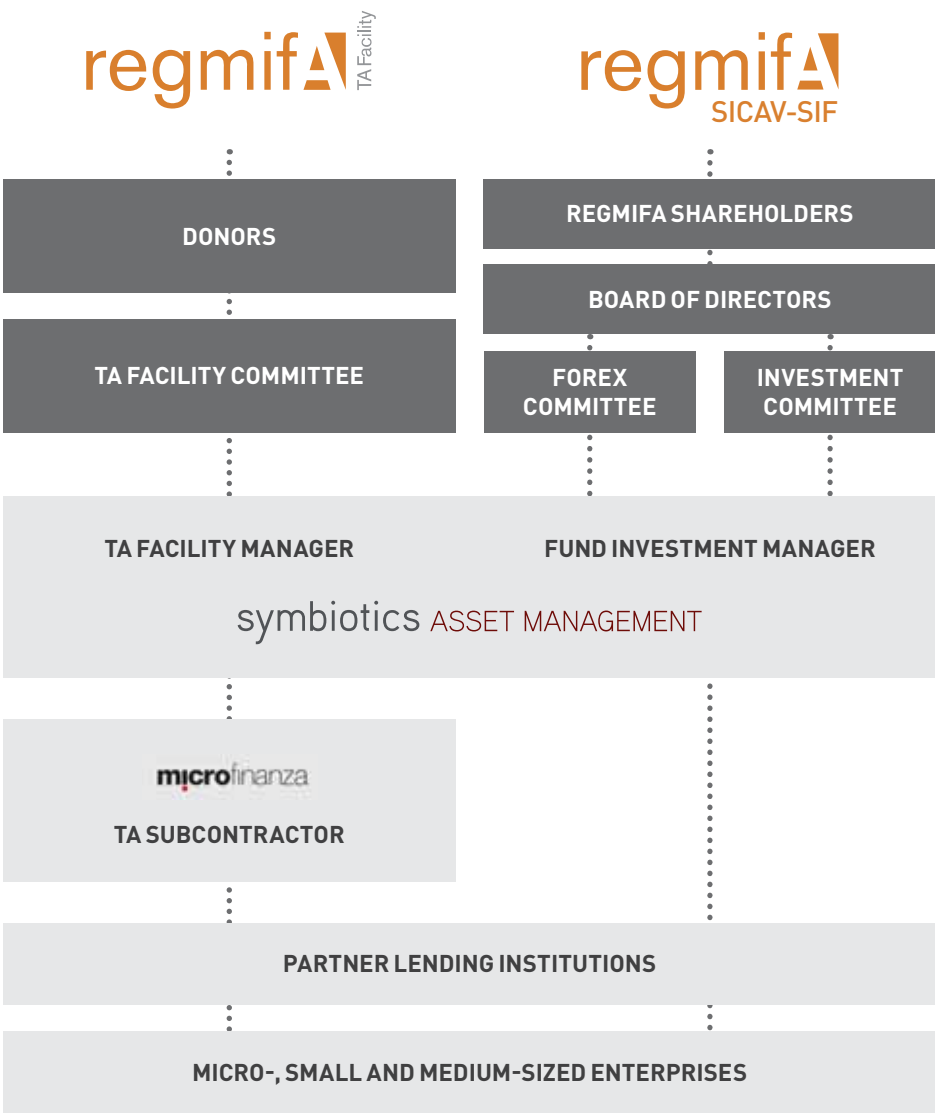 regmifA
TA Facility
regmifA
SICAV-SIF
DONORS
TA FACILITY COMMITTEE
REGMIFA SHAREHOLDERS
BOARD OF DIRECTORS
FOREX
COMMITTEE
INVESTMENT
COMMITTEE
TA FACILITY MANAGER
FUND INVESTMENT MANAGER
symbiotics ASSET MANAGEMENT
microfinanza
TA SUBCONTRACTOR
PARTNER LENDING INSTITUTIONS
MICRO-, SMALL AND MEDIUM-SIZED ENTERPRISES